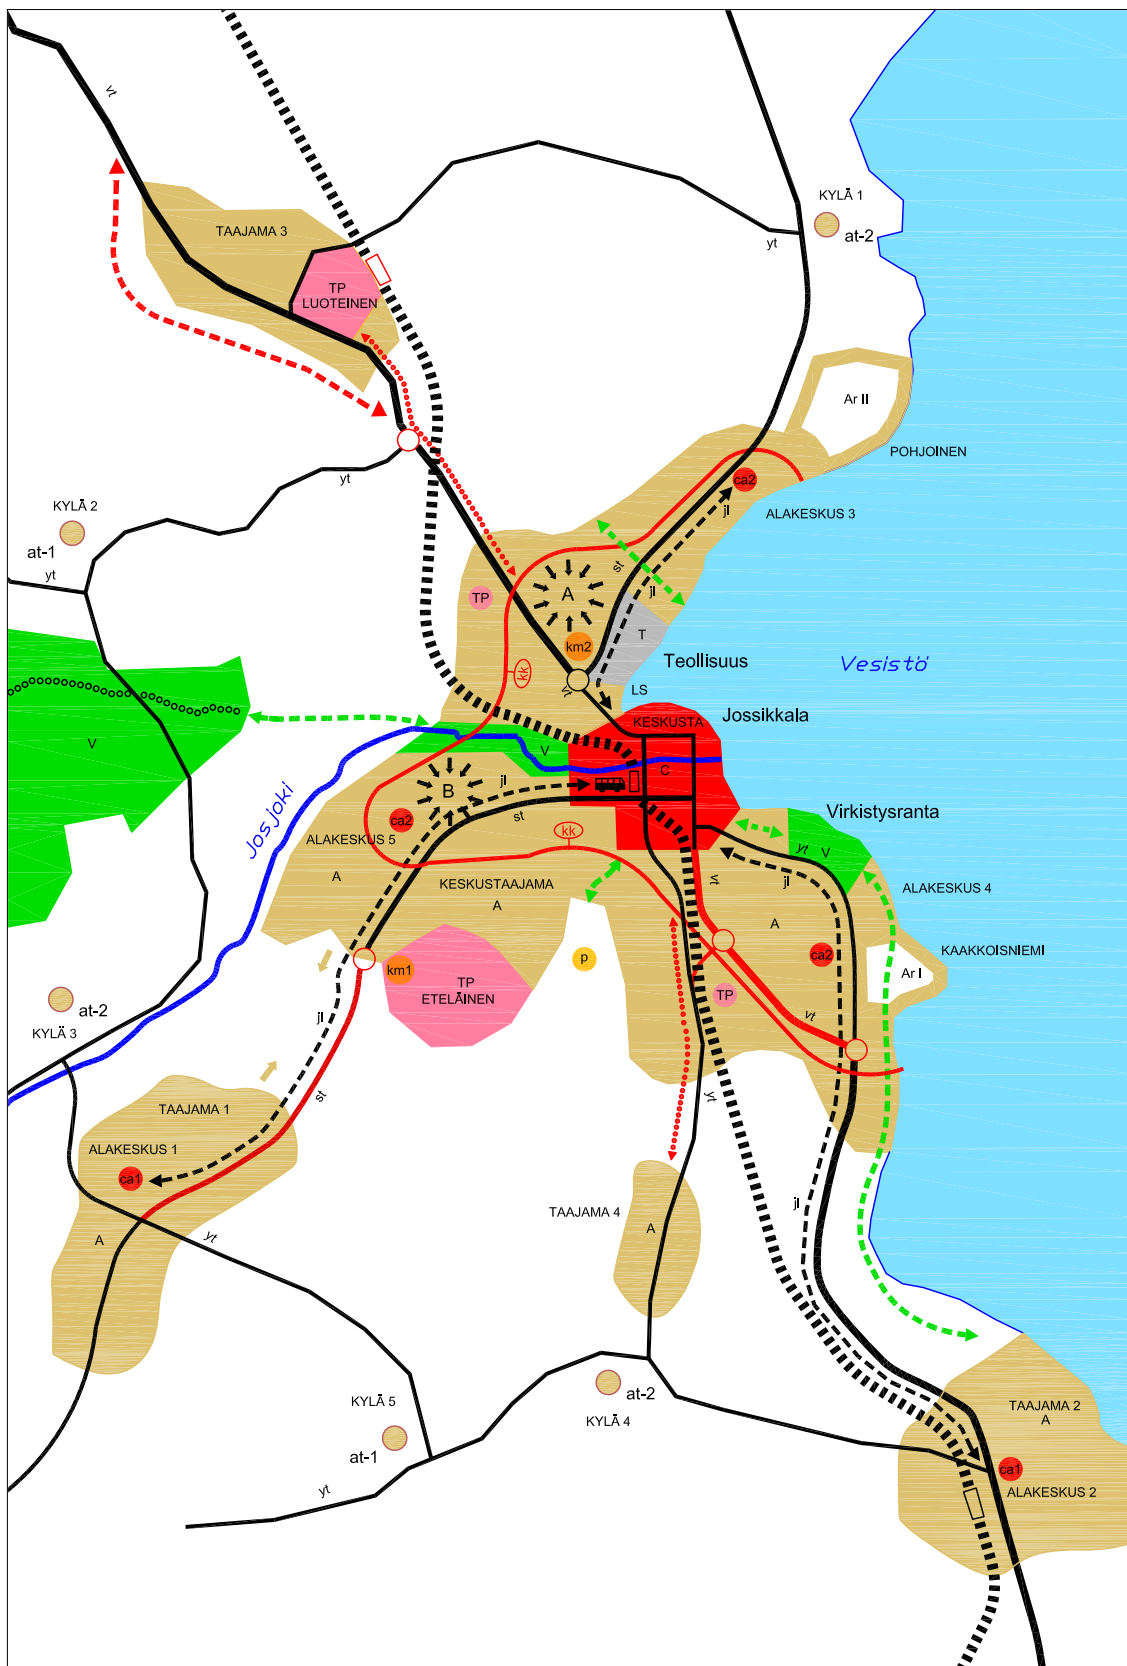 vt
KYLÄ 1
at-2
TAAJAMA 3
yt
TP
LUOTEINEN
Ar II
POHJOINEN
yt
ca2
KYLÄ 2
jl
ALAKESKUS 3
at-1
st
yt
jl
TP
A
T
km2
Teollisuus
Vesistö
kk
vt
LS
Jossikkala
KESKUSTA
V
V
C
jl
B
Josjoki
st
ca2
kk
Virkistysranta
ALAKESKUS 5
yt
V
A
KESKUSTAAJAMA
A
vt
jl
ALAKESKUS 4
A
KAAKKOISNIEMI
ca2
p
km1
TP
ETELÄINEN
Ar I
TP
at-2
KYLÄ 3
jl
vt
st
yt
TAAJAMA 1
ALAKESKUS 1
ca1
jl
TAAJAMA 4
A
A
yt
KYLÄ 5
at-2
KYLÄ 4
at-1
TAAJAMA 2
A
ca1
yt
ALAKESKUS 2